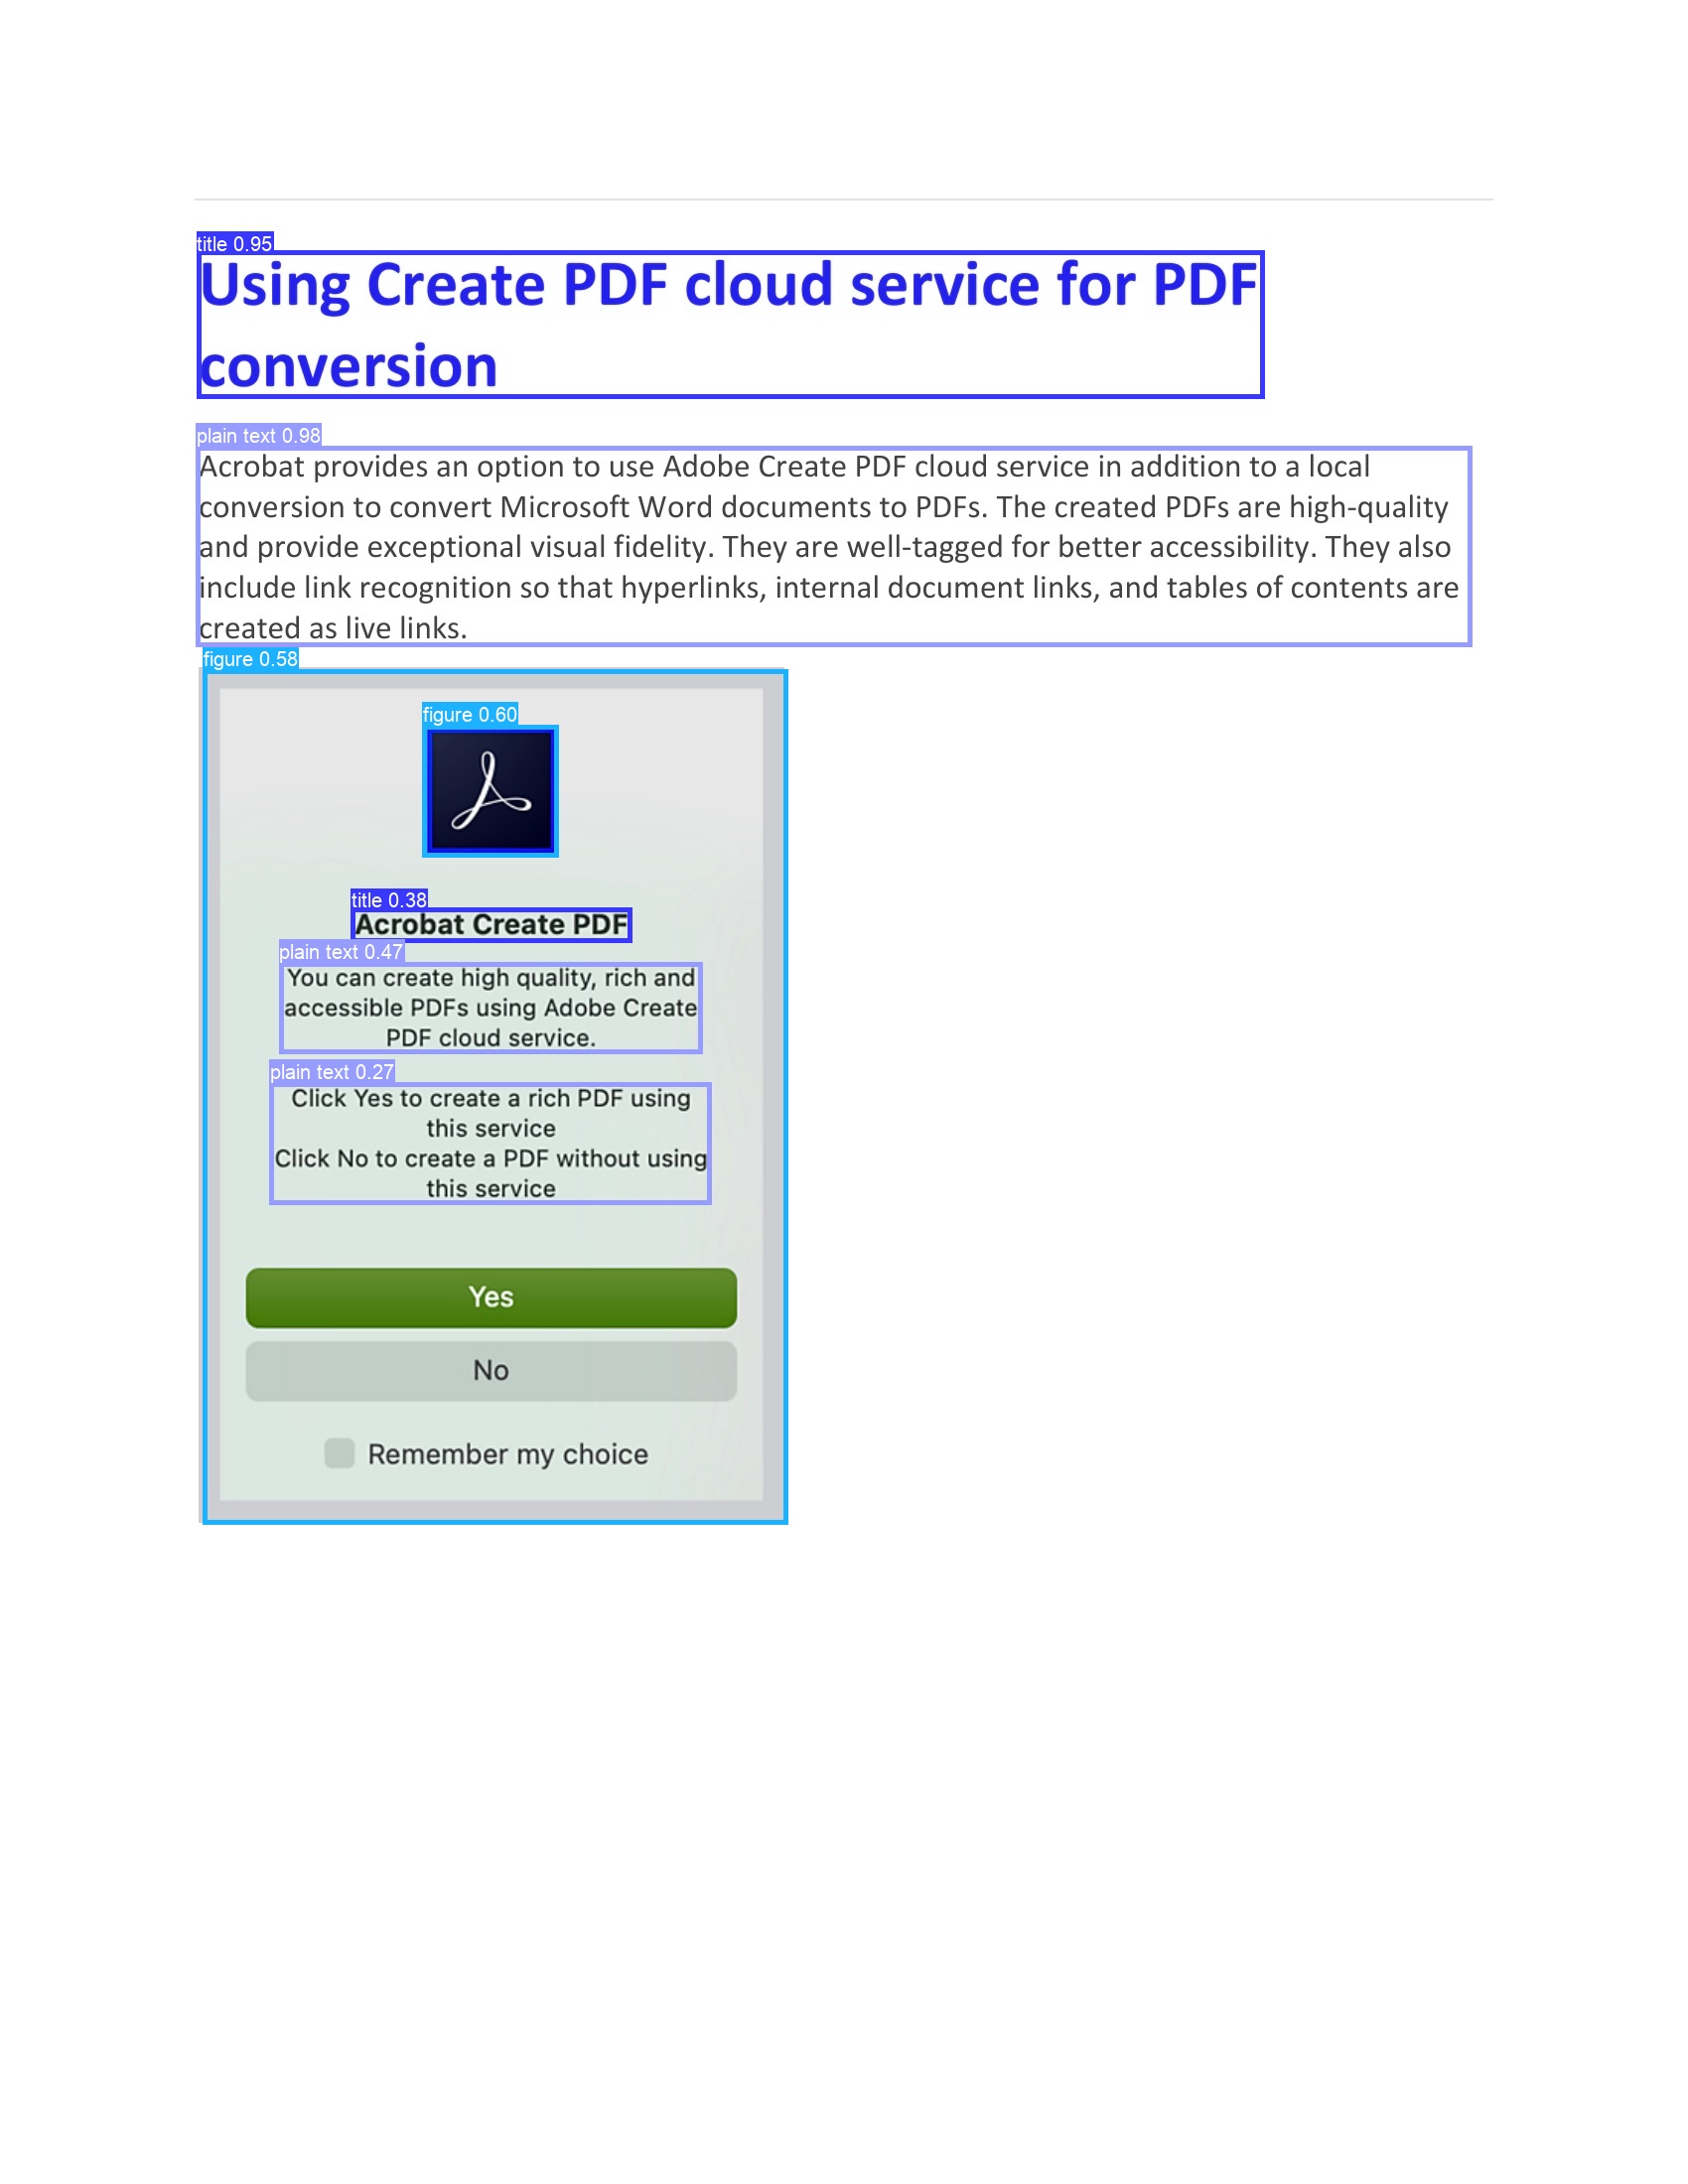 title 0.95
Using Create PDF cloud service for PDF
conversion
plain text 0.98
Acrobat provides an option to use Adobe Create PDF cloud service in addition to a local
conversion to convert Microsoft Word documents to PDFs. The created PDFs are high-quality
and provide exceptional visual fidelity. They are well-tagged for better accessibility. They also
include link recognition so that hyperlinks, internal document links, and tables of contents are
created as live links.
figure 0.58
figure 0.60
title 0.38
Acrobat Create PDF
plain text 0.47
You can create high quality, rich and
accessible PDFs using Adobe Create
PDF cloud service.
plain text 0.27
Click Yes to create a rich PDF using
this service
Click No to create a PDF without using
this service
Yes
No
Remember my choice